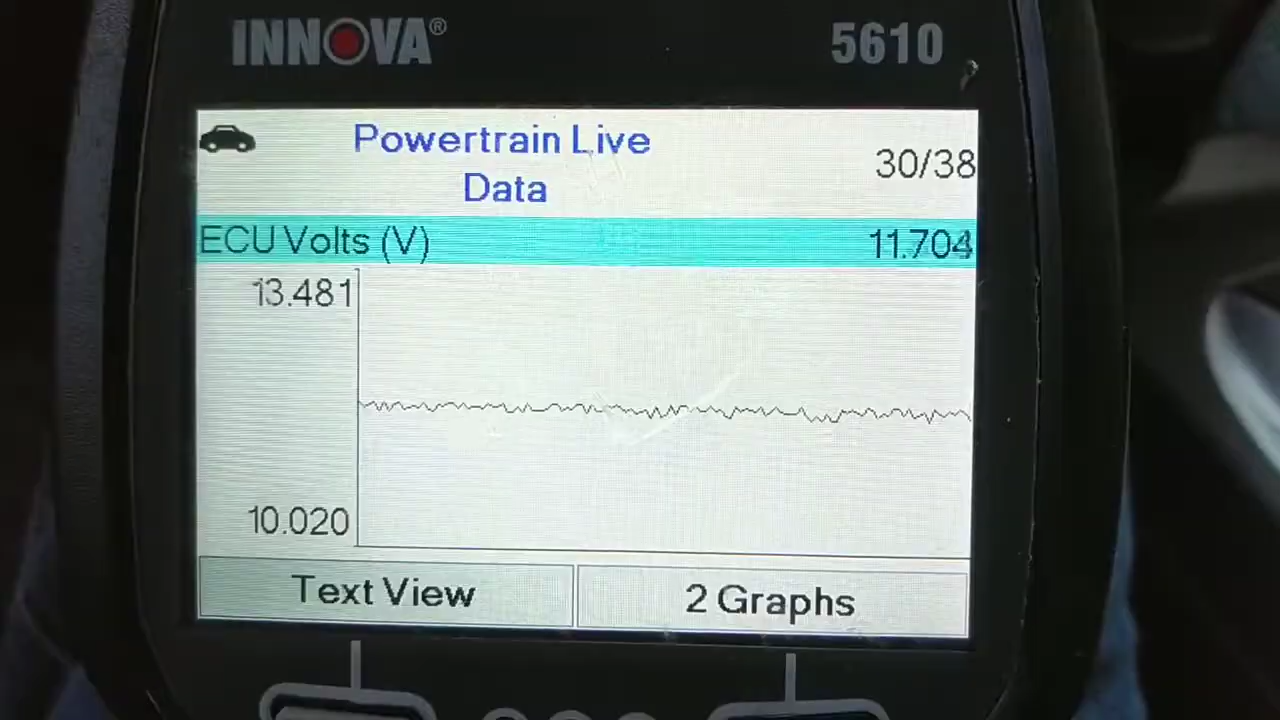 INNOVA® 5610
Powertrain Live
Data
30/38
ECU Volts (V) 11.704
13.481
10.020
Text View 2 Graphs